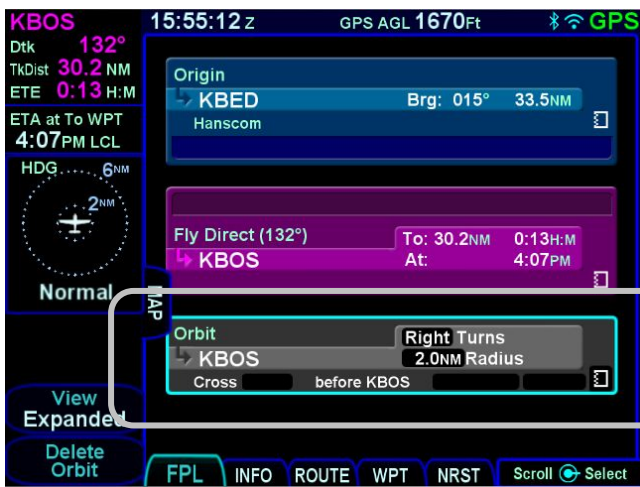 KBOS
15:55:12 Z
GPS AGL 1670Ft
GPS
Dtk 132°
TkDist 30.2 NM
ETE 0:13 H:M
ETA at To WPT
4:07PM LCL
HDG
6NM
2NM
Normal
MAP
View
Expanded
Delete
Orbit
Origin
KBED Brg: 015° 33.5NM
Hanscom
Fly Direct (132°) To: 30.2NM 0:13H:M
KBOS At: 4:07PM
Orbit Right Turns
KBOS 2.0NM Radius
Cross before KBOS
FPL INFO ROUTE WPT NRST Scroll Select